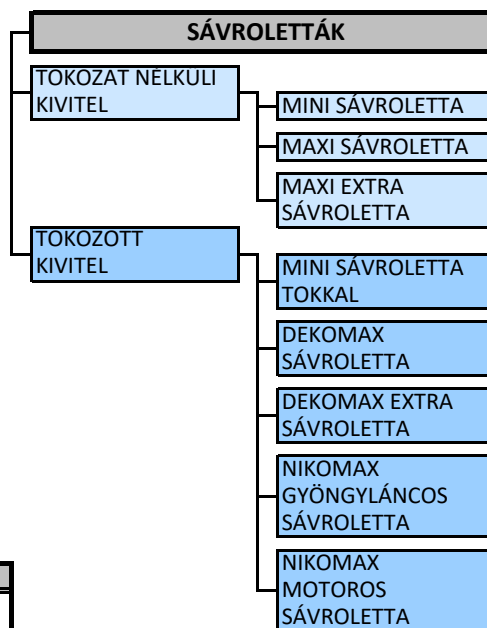 SÁVROLETTÁK
TOKOZAT NÉLKÜLI
KIVITEL
MINI SÁVROLETTA
MAXI SÁVROLETTA
MAXI EXTRA
SÁVROLETTA
TOKOZOTT
KIVITEL
MINI SÁVROLETTA
TOKKAL
DEKOMAX
SÁVROLETTA
DEKOMAX EXTRA
SÁVROLETTA
NIKOMAX
GYÖNGYLÁNCOS
SÁVROLETTA
NIKOMAX
MOTOROS
SÁVROLETTA